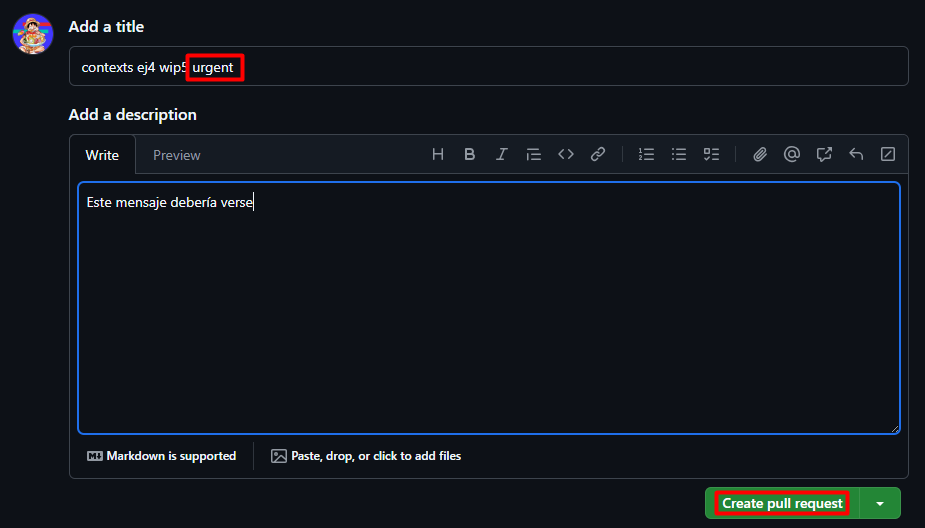 Add a title
contexts ej4 wip5 urgent
Add a description
Write Preview
Este mensaje debería verse
Markdown is supported Paste, drop, or click to add files
Create pull request